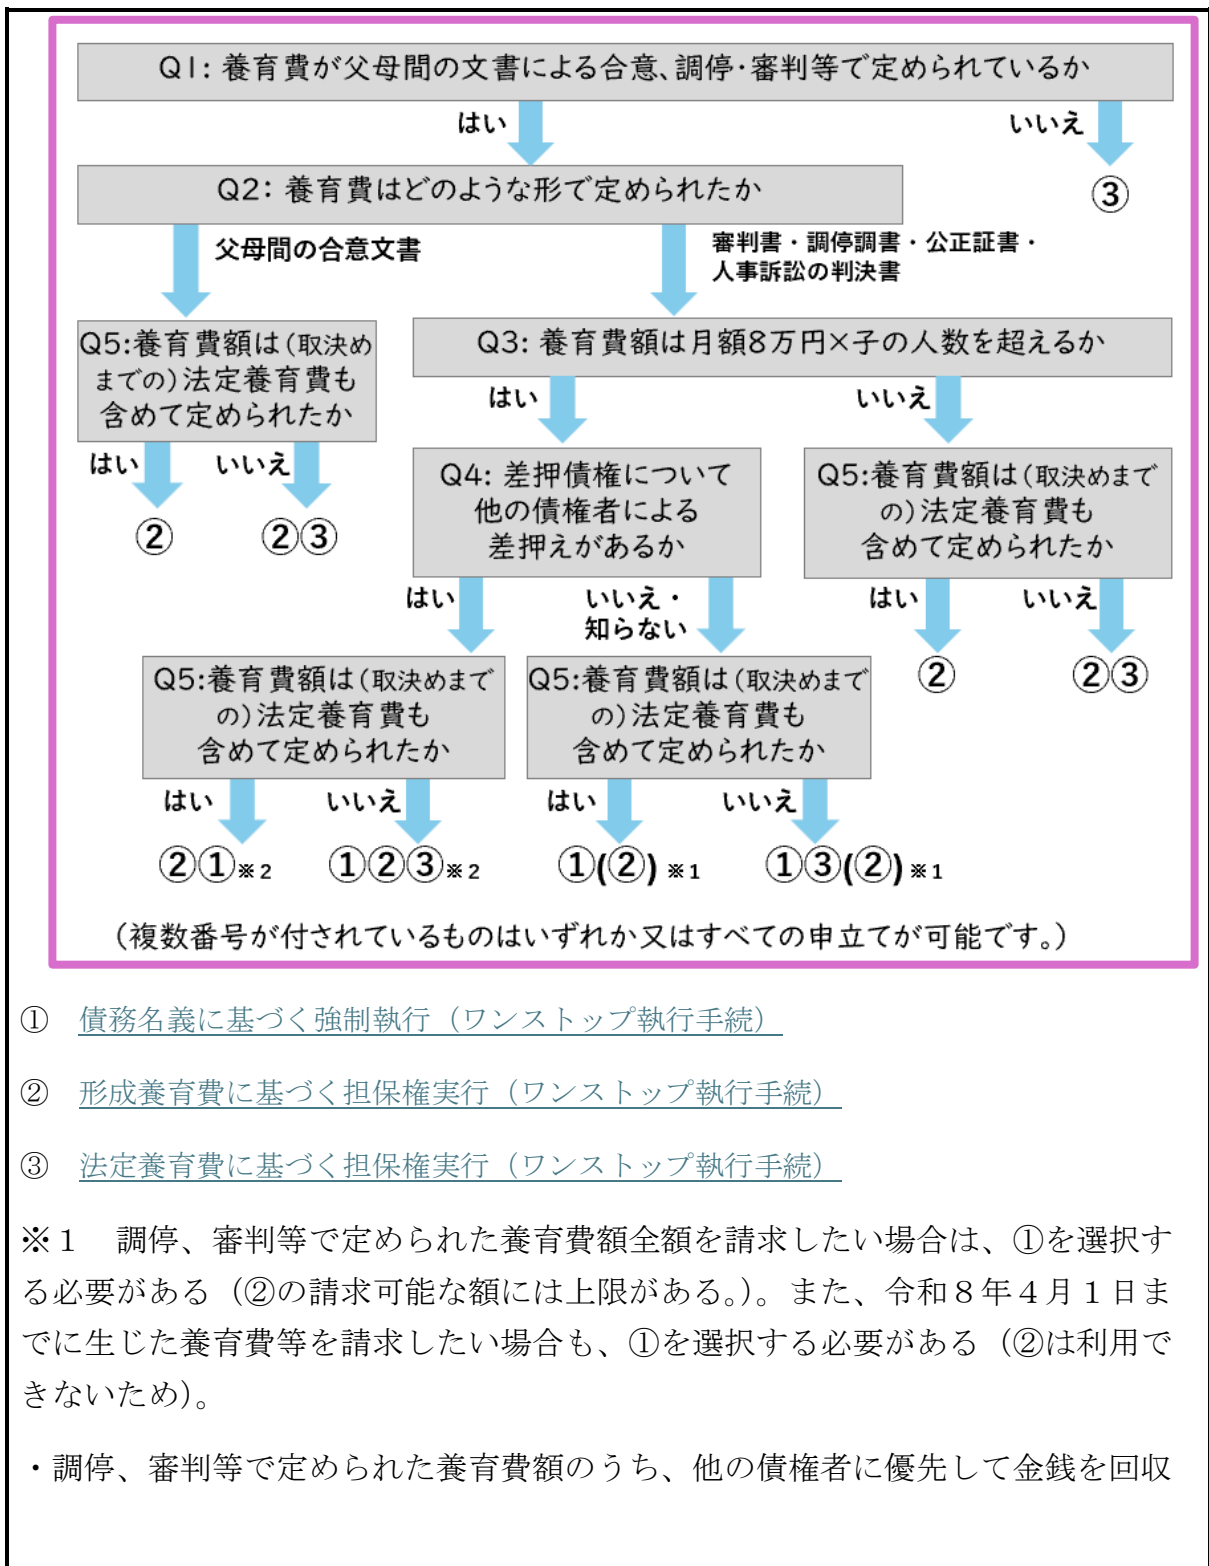 Q1: 養育費が父母間の文書による合意、調停・審判等で定められているか
はい
いいえ
Q2: 養育費はどのような形で定められたか
③
父母間の合意文書
審判書・調停調書・公正証書・
人事訴訟の判決書
Q5:養育費額は(取決め
までの)法定養育費も
含めて定められたか
Q3: 養育費額は月額8万円×子の人数を超えるか
はい
いいえ
はい
いいえ
②
②③
Q4: 差押債権について
他の債権者による
差押えがあるか
Q5:養育費額は(取決めまで
の)法定養育費も
含めて定められたか
はい
いいえ・
知らない
はい
いいえ
②
②③
Q5:養育費額は(取決めまで
の)法定養育費も
含めて定められたか
Q5:養育費額は(取決めまで
の)法定養育費も
含めて定められたか
はい
いいえ
はい
いいえ
②①※2
①②③※2
①(②) ※1
①③(②) ※1
(複数番号が付されているものはいずれか又はすべての申立てが可能です。)
① 債務名義に基づく強制執行（ワンストップ執行手続）
② 形成養育費に基づく担保権実行（ワンストップ執行手続）
③ 法定養育費に基づく担保権実行（ワンストップ執行手続）
※１ 調停、審判等で定められた養育費額全額を請求したい場合は、①を選択す
る必要がある（②の請求可能な額には上限がある。）。また、令和８年４月１日ま
でに生じた養育費等を請求したい場合も、①を選択する必要がある（②は利用で
きないため）。
・調停、審判等で定められた養育費額のうち、他の債権者に優先して金銭を回収